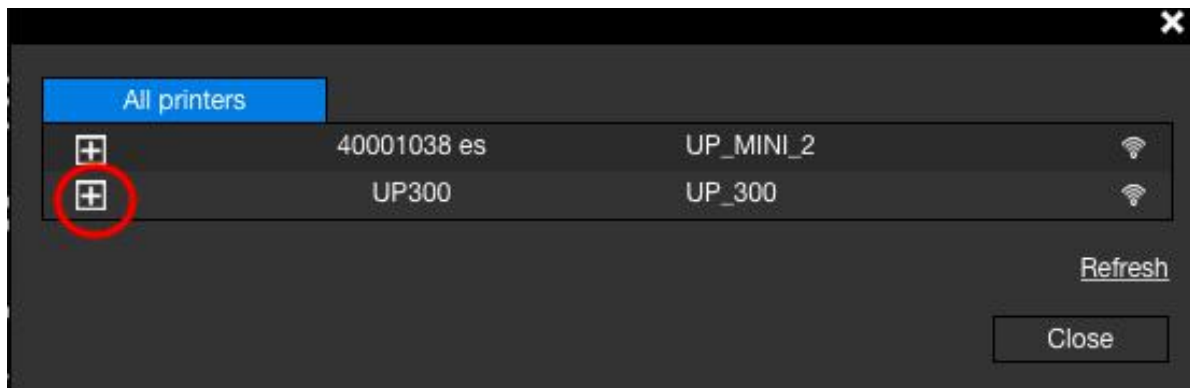 All printers
40001038 es UP_MINI_2
UP300 UP_300
Refresh
Close